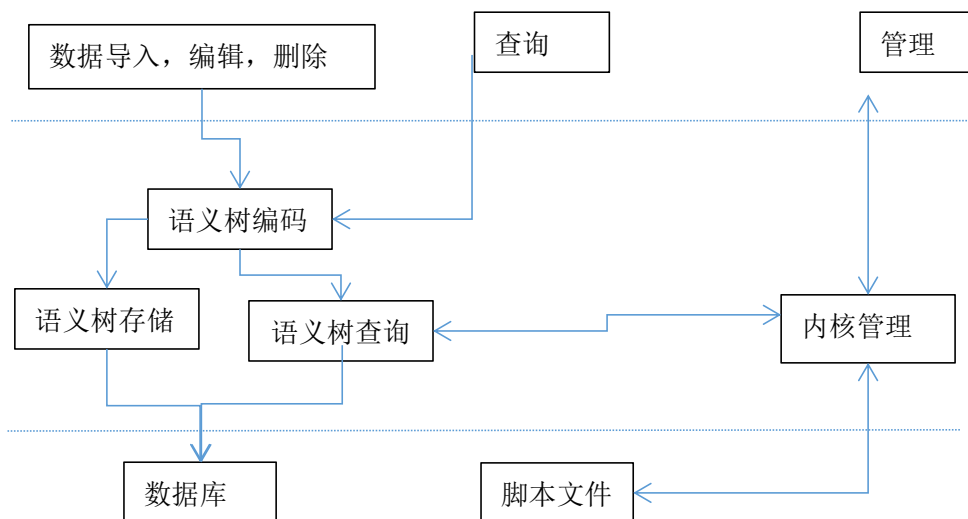 数据导入，编辑，删除
查询
管理
语义树编码
语义树存储
语义树查询
内核管理
数据库
脚本文件